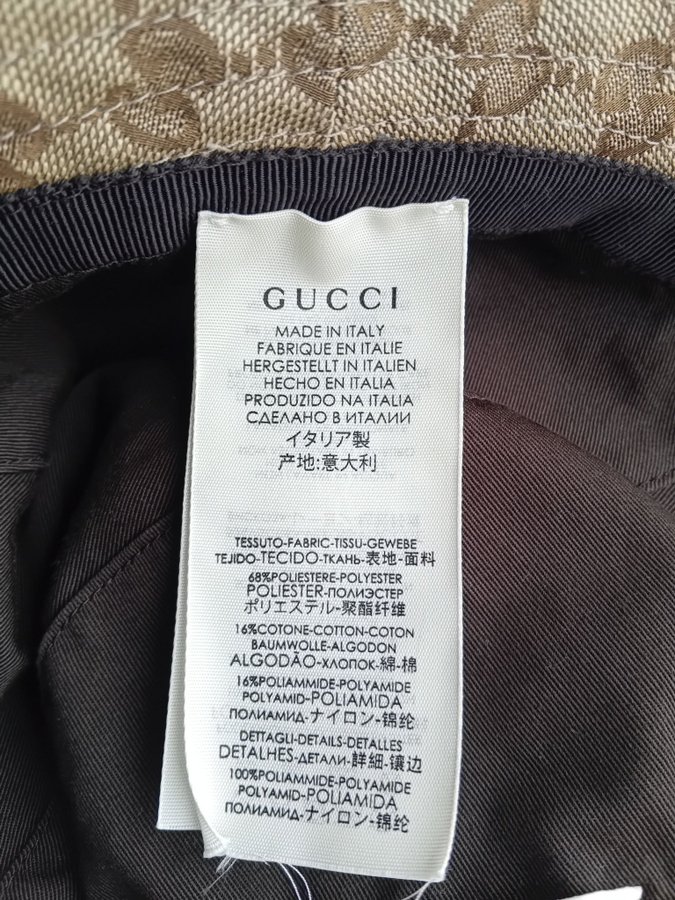 GUCCI
MADE IN ITALY
FABRIQUE EN ITALIE
HERGESTELLT IN ITALIEN
HECHO EN ITALIA
PRODUZIDO NA ITALIA
СДЕЛАНО В ИТАЛИИ
イタリア製
产地:意大利
TESSUTO-FABRIC-TISSU-GEWEBE
TEJIDO-TECIDO-ТКАНЬ-表地-面料
68%POLIESTERE-POLYESTER
POLIESTER-ПОЛИЭСТЕР
ポリエステル-聚酯纤维
16%COTONE-COTTON-COTON
BAUMWOLLE-ALGODON
ALGODÃO-ХЛОПОК-綿-棉
16%POLIAMMIDE-POLYAMIDE
POLYAMID-POLIAMIDA
ПОЛИАМИД-ナイロン-锦纶
DETTAGLI-DETAILS-DETALLES
DETALHES-ДЕТАЛИ-詳細-镶边
100%POLIAMMIDE-POLYAMIDE
POLYAMID-POLIAMIDA
ПОЛИАМИД-ナイロン-锦纶